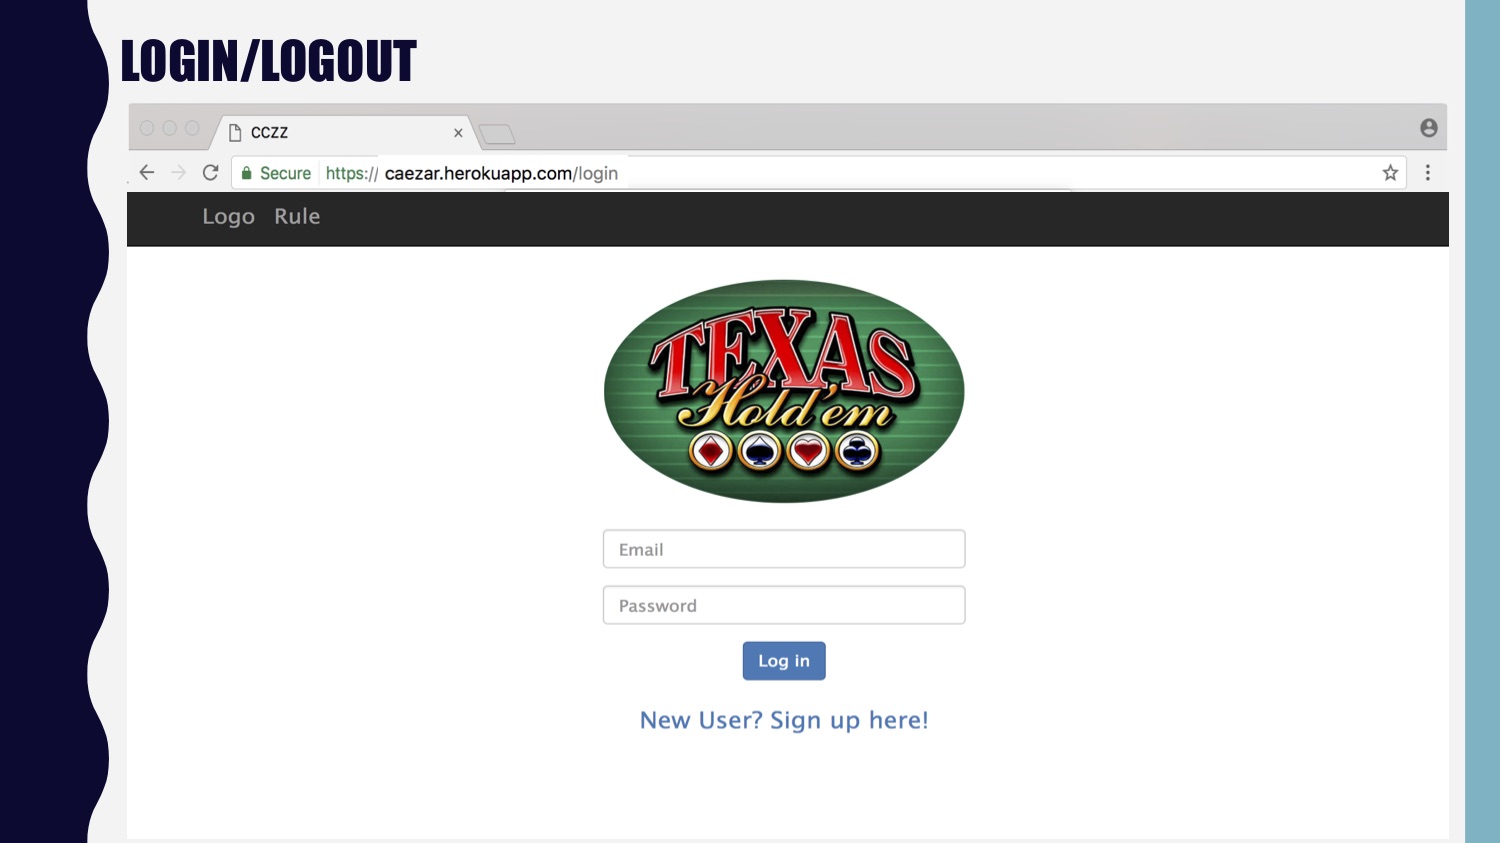 LOGIN/LOGOUT
CCZZ
Secure https:// caezar.herokuapp.com/login
Logo Rule
TEXAS
Hold'em
Email
Password
Log in
New User? Sign up here!